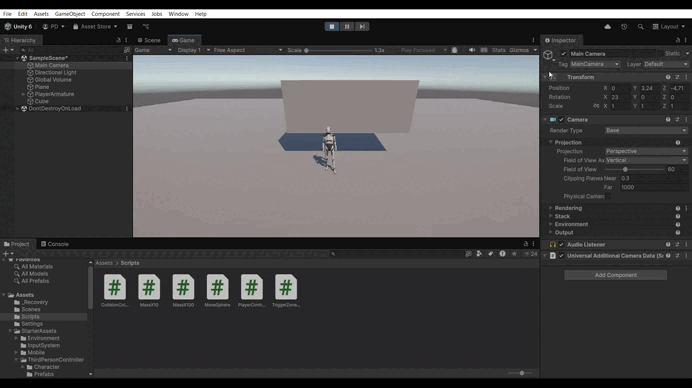 File Edit Assets GameObject Component Services Jobs Window Help
Unity 6 PD Asset Store Layout
Hierarchy Scene Game Inspector
All
Game Display 1 Free Aspect Scale 1.3x Play Focused Stats Gizmos
SampleScene*
Main Camera
Directional Light
Global Volume
Plane
PlayerArmature
Cube
DontDestroyOnLoad
Main Camera Static
Tag MainCamera Layer Default
Transform
Position X 0 Y 3.24 Z -4.71
Rotation X 23 Y 0 Z 0
Scale X 1 Y 1 Z 1
Camera
Render Type Base
Projection
Projection Perspective
Field of View Ax Vertical
Field of View 60
Clipping Planes Near 0.3
Far 1000
Physical Camer
Rendering
Stack
Environment
Output
Audio Listener
Universal Additional Camera Data (Sc
Add Component
Project Console
Favorites
All Materials
All Models
All Prefabs
Assets
_Recovery
Scenes
Scripts
Settings
StarterAssets
Environment
InputSystem
Mobile
ThirdPersonController
Character
Prefabs
Assets > Scripts
CollisionCol... MassX10 MassX100 MoveSphere PlayerContr... TriggerZone...